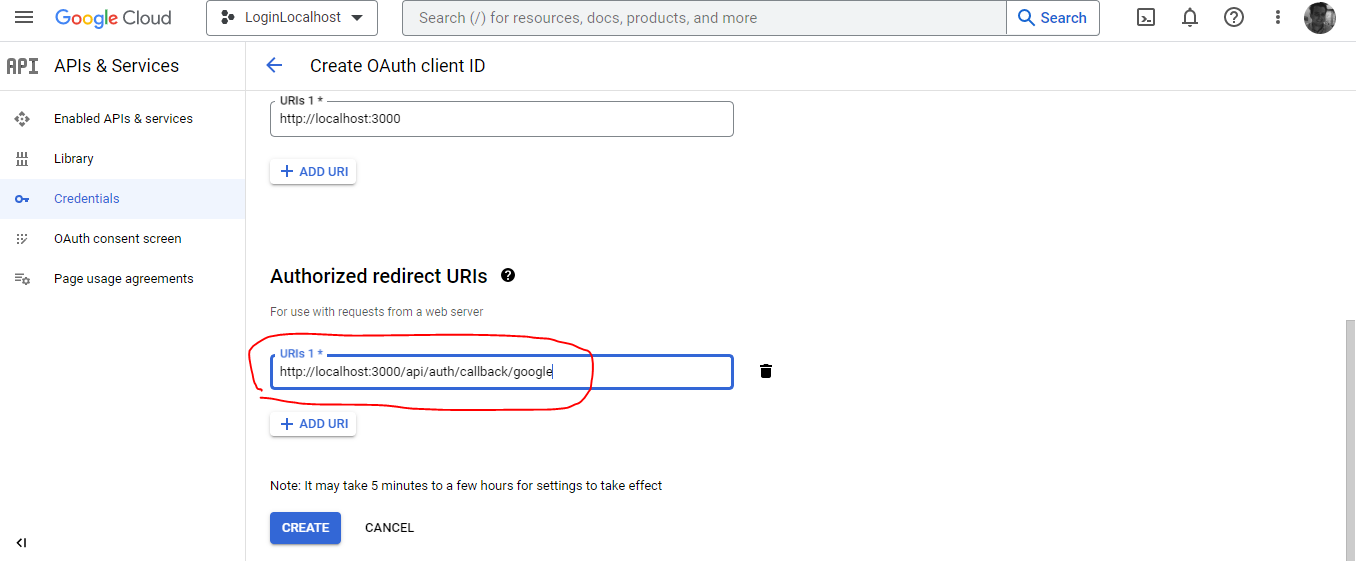 Google Cloud
LoginLocalhost
Search (/) for resources, docs, products, and more
Search
API
APIs & Services
Create OAuth client ID
Enabled APIs & services
Library
Credentials
OAuth consent screen
Page usage agreements
URIs 1 *
http://localhost:3000
ADD URI
Authorized redirect URIs
For use with requests from a web server
URIs 1 *
http://localhost:3000/api/auth/callback/google
ADD URI
Note: It may take 5 minutes to a few hours for settings to take effect
CREATE
CANCEL